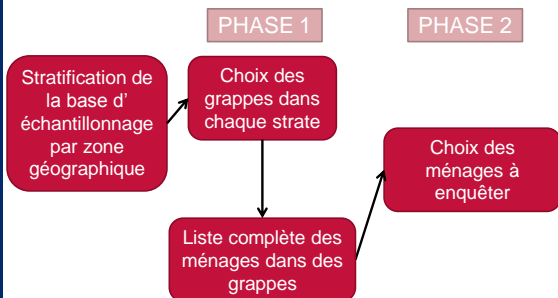 PHASE 1
PHASE 2
Stratification de
la base d'
échantillonnage
par zone
géographique
Choix des
grappes dans
chaque strate
Liste complète des
ménages dans des
grappes
Choix des
ménages à
enquêter